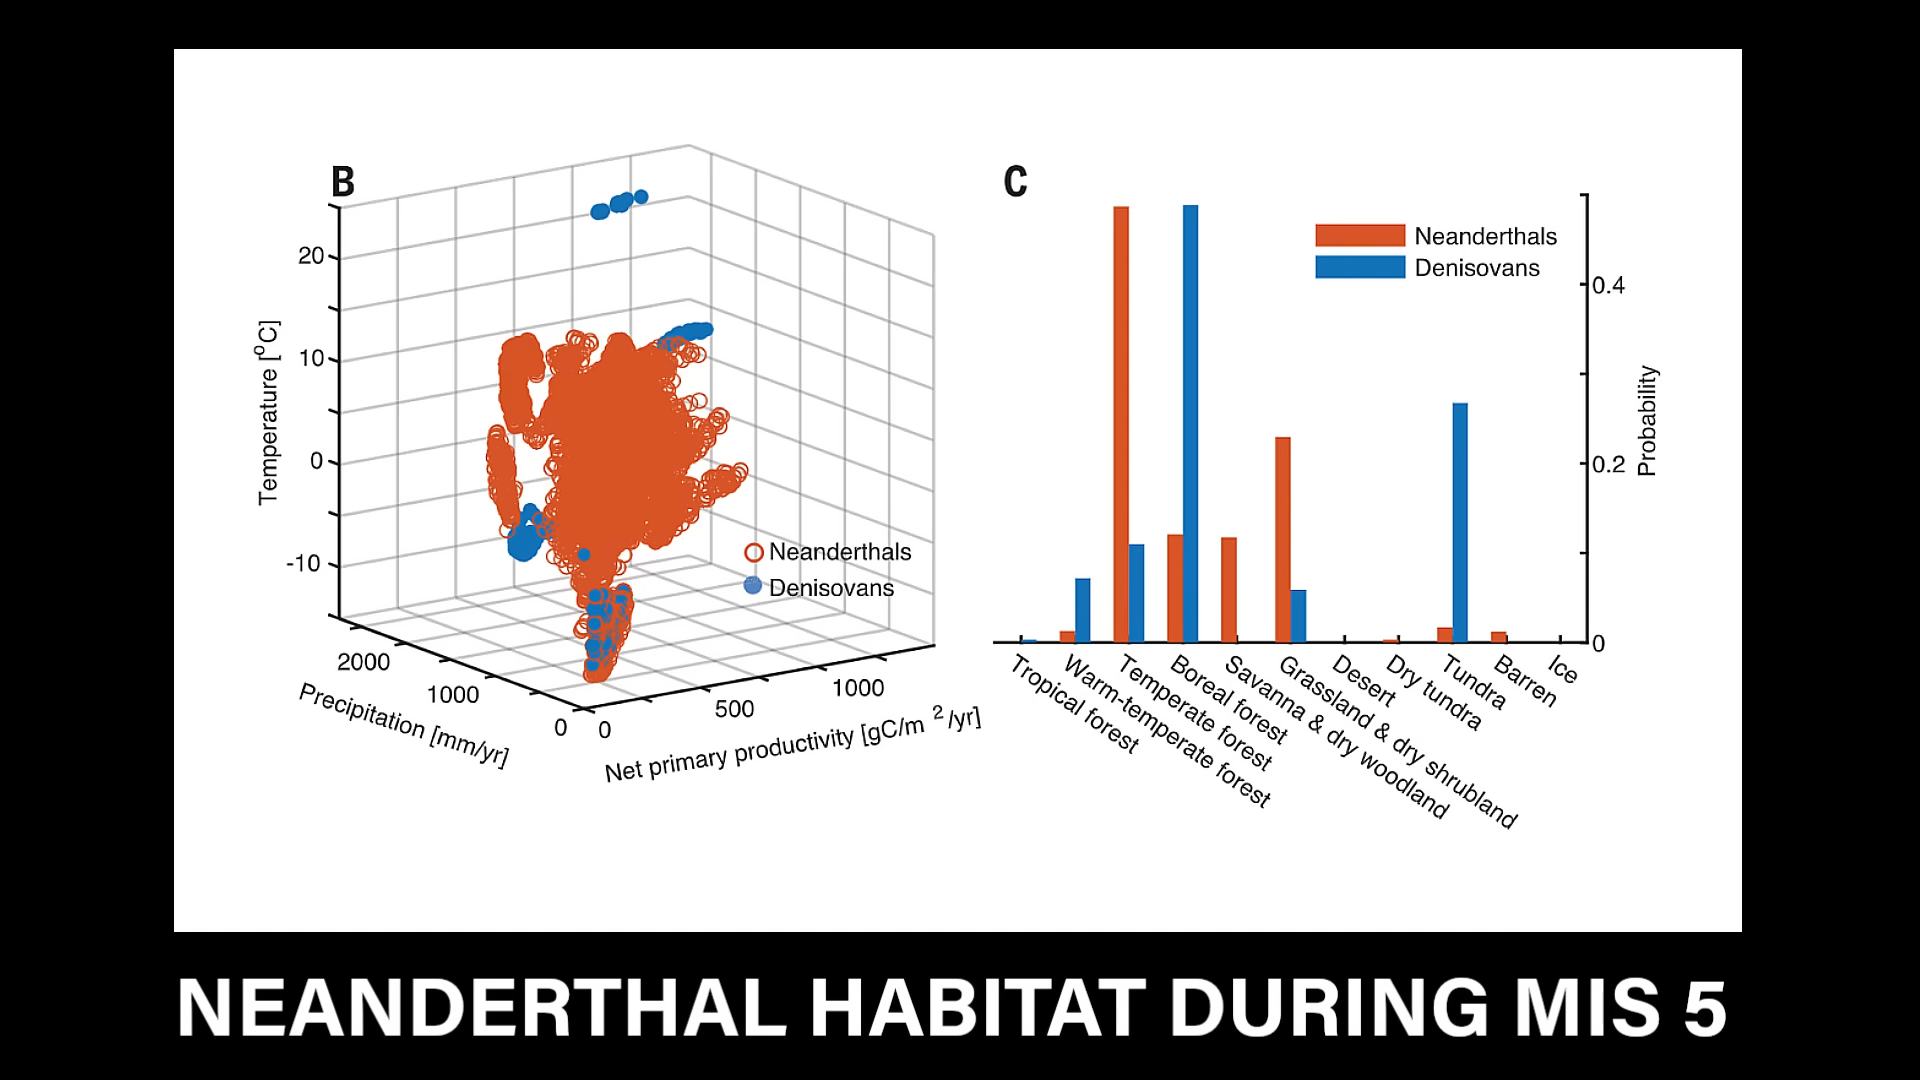 B
20
10
0
-10
Temperature [°C]
2000
1000
0
Precipitation [mm/yr]
0
500
1000
Net primary productivity [gC/m 2 /yr]
Neanderthals
Denisovans
C
Neanderthals
Denisovans
0.4
0.2
0
Probability
Tropical forest
Warm-temperate forest
Temperate forest
Boreal forest
Savanna & dry woodland
Grassland & dry shrubland
Desert
Dry tundra
Tundra
Barren
Ice
NEANDERTHAL HABITAT DURING MIS 5